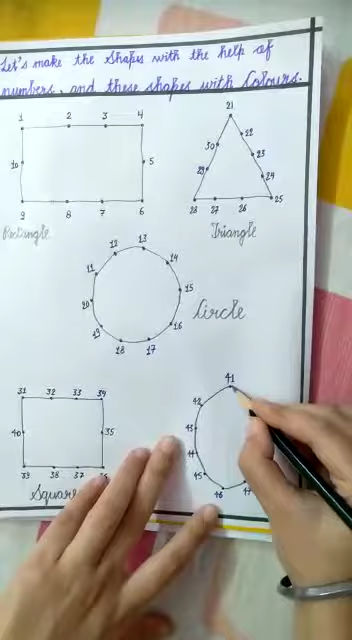 Let's make the Shapes with the help of
numbers, and these shapes with Colours.
1 2 3 4
10 5
9 8 7 6
Rectangle
21
30 22
29 23
24
28 27 26 25
Triangle
12 13
11 14
20 15
19 16
18 17
Circle
31 32 33 34
40 35
39 38 37
Square
41
42
43
44
45
46